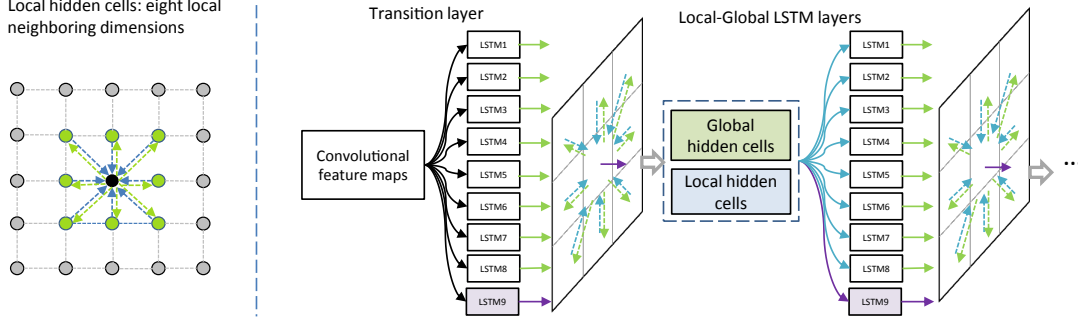 Local hidden cells: eight local
neighboring dimensions
Transition layer
Convolutional
feature maps
LSTM1
LSTM2
LSTM3
LSTM4
LSTM5
LSTM6
LSTM7
LSTM8
LSTM9
Local-Global LSTM layers
Global
hidden cells
Local hidden
cells
LSTM1
LSTM2
LSTM3
LSTM4
LSTM5
LSTM6
LSTM7
LSTM8
LSTM9
..